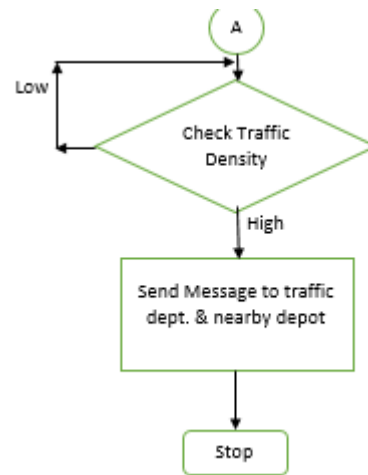 A
Low
Check Traffic
Density
High
Send Message to traffic
dept. & nearby depot
Stop